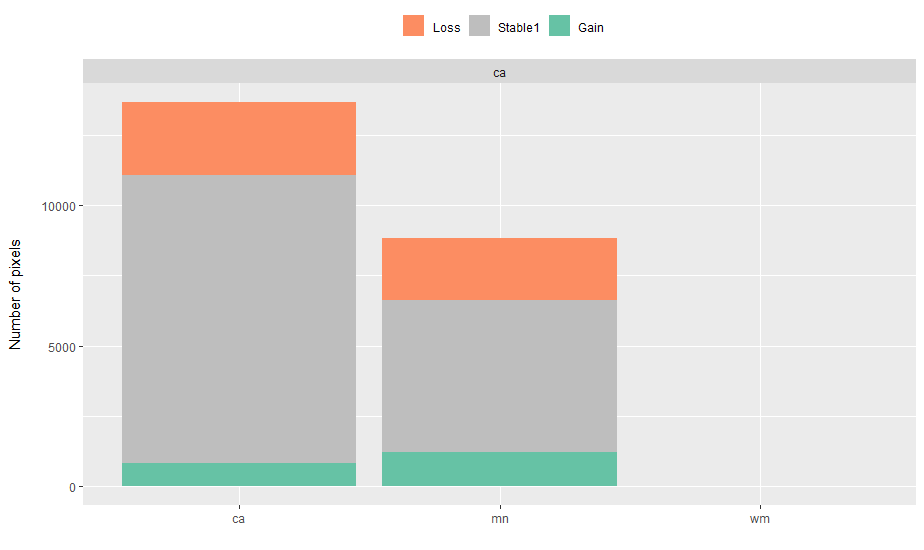 Loss Stable1 Gain
ca
Number of pixels
10000
5000
0
ca mn wm